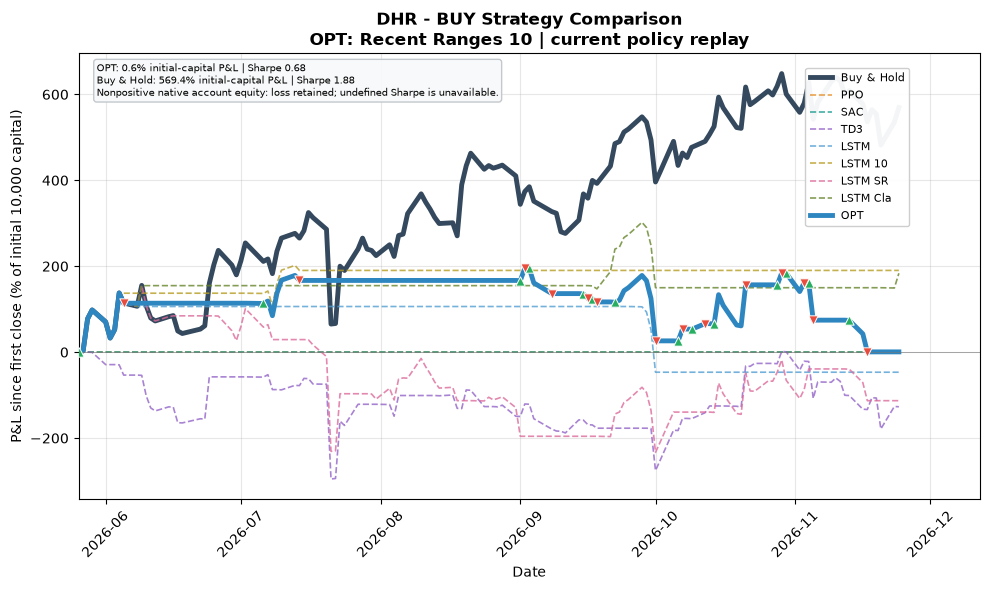 DHR - BUY Strategy Comparison
OPT: Recent Ranges 10 | current policy replay
OPT: 0.6% initial-capital P&L | Sharpe 0.68
Buy & Hold: 569.4% initial-capital P&L | Sharpe 1.88
Nonpositive native account equity: loss retained; undefined Sharpe is unavailable.
Buy & Hold
PPO
SAC
TD3
LSTM
LSTM 10
LSTM SR
LSTM Cla
OPT
P&L since first close (% of initial 10,000 capital)
600
400
200
0
−200
2026-06
2026-07
2026-08
2026-09
2026-10
2026-11
2026-12
Date